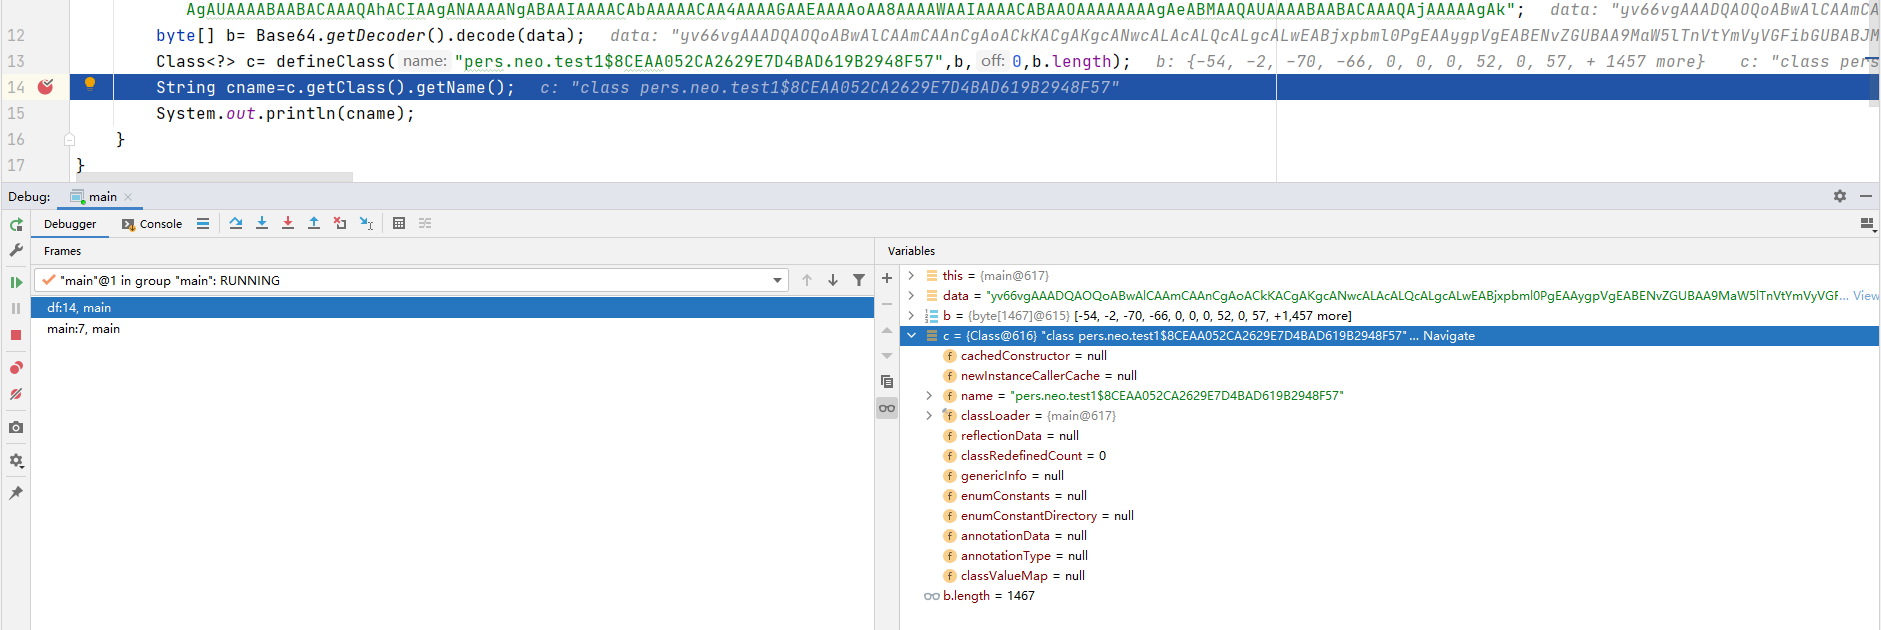 AgAUAAAABAABACAAAQAhACIAAgANAAAANgABAAIAAAACAbAAAAACAA4AAAAGAAEAAAAoAA8AAAAWAAIAAAACABAAOAAAAAAAAgAeABMAAQAUAAAABAABACAAAQAjAAAAAgAk"; data: "yv66vgAAADQAOQoABwAlCAAmCA
12 byte[] b= Base64.getDecoder().decode(data); data: "yv66vgAAADQAOQoABwAlCAAmCAAnCgAoACkKACgAKgcANwcALAcALQcALgcALwEABjxpbml0PgEAAygpVgEABENvZGUBAA9MaW5lTnVtYmVyVGFibGUBABJM
13 Class<?> c= defineClass( name: "pers.neo.test1$8CEAA052CA2629E7D4BAD619B2948F57",b, off: 0,b.length); b: {-54, -2, -70, -66, 0, 0, 0, 52, 0, 57, + 1457 more} c: "class pers
14 String cname=c.getClass().getName(); c: "class pers.neo.test1$8CEAA052CA2629E7D4BAD619B2948F57"
15 System.out.println(cname);
16 }
17 }
Debug: main
Debugger Console
Frames
Variables
"main"@1 in group "main": RUNNING
df:14, main
main:7, main
this = {main@617}
data = "yv66vgAAADQAOQoABwAlCAAmCAAnCgAoACkKACgAKgcANwcALAcALQcALgcALwEABjxpbml0PgEAAygpVgEABENvZGUBAA9MaW5lTnVtYmVyVGF... View
b = {byte[1467]@615} [-54, -2, -70, -66, 0, 0, 0, 52, 0, 57, +1,457 more]
c = {Class@616} "class pers.neo.test1$8CEAA052CA2629E7D4BAD619B2948F57"... Navigate
cachedConstructor = null
newInstanceCallerCache = null
name = "pers.neo.test1$8CEAA052CA2629E7D4BAD619B2948F57"
classLoader = {main@617}
reflectionData = null
classRedefinedCount = 0
genericInfo = null
enumConstants = null
enumConstantDirectory = null
annotationData = null
annotationType = null
classValueMap = null
b.length = 1467